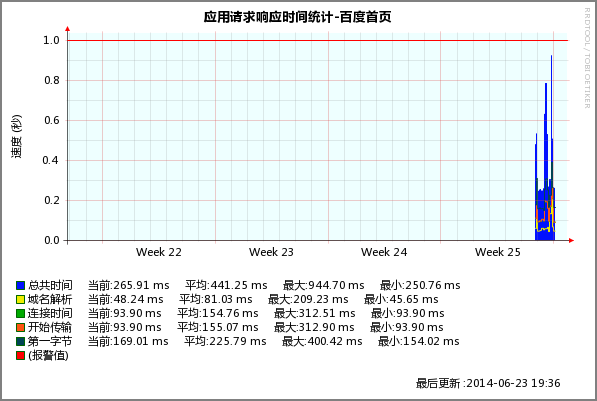 应用请求响应时间统计-百度首页
RRDTOOL / TOBI OETIKER
速度 (秒)
1.0
0.8
0.6
0.4
0.2
0.0
Week 22 Week 23 Week 24 Week 25
总共时间 当前:265.91 ms 平均:441.25 ms 最大:944.70 ms 最小:250.76 ms
域名解析 当前:48.24 ms 平均:81.03 ms 最大:209.23 ms 最小:45.65 ms
连接时间 当前:93.90 ms 平均:154.76 ms 最大:312.51 ms 最小:93.90 ms
开始传输 当前:93.90 ms 平均:155.07 ms 最大:312.90 ms 最小:93.90 ms
第一字节 当前:169.01 ms 平均:225.79 ms 最大:400.42 ms 最小:154.02 ms
(报警值)
最后更新 :2014-06-23 19:36